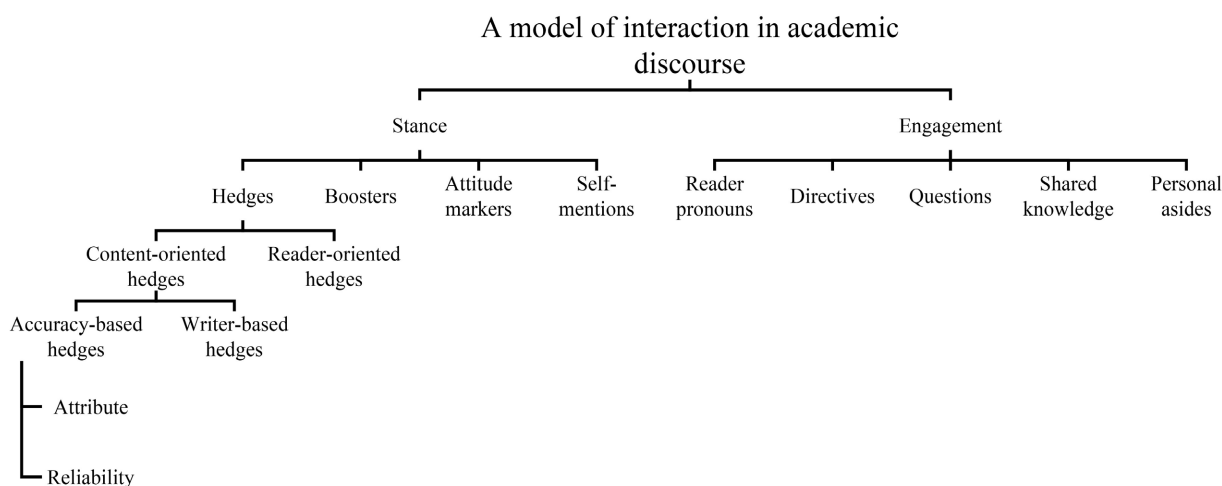 A model of interaction in academic
discourse
Stance
Engagement
Hedges
Boosters
Attitude
markers
Self-
mentions
Reader
pronouns
Directives
Questions
Shared
knowledge
Personal
asides
Content-oriented
hedges
Reader-oriented
hedges
Accuracy-based
hedges
Writer-based
hedges
Attribute
Reliability